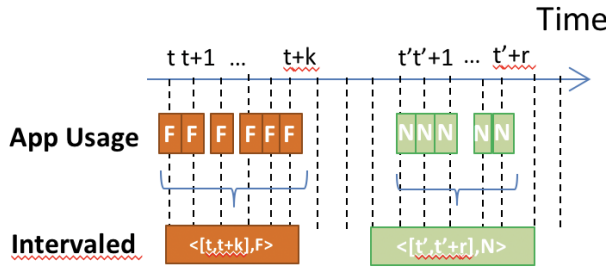 Time
t t+1 ... t+k t' t'+1 ... t'+r
App Usage F F F F F F N N N N N
Intervaled <[t,t+k],F> <[t',t'+r],N>